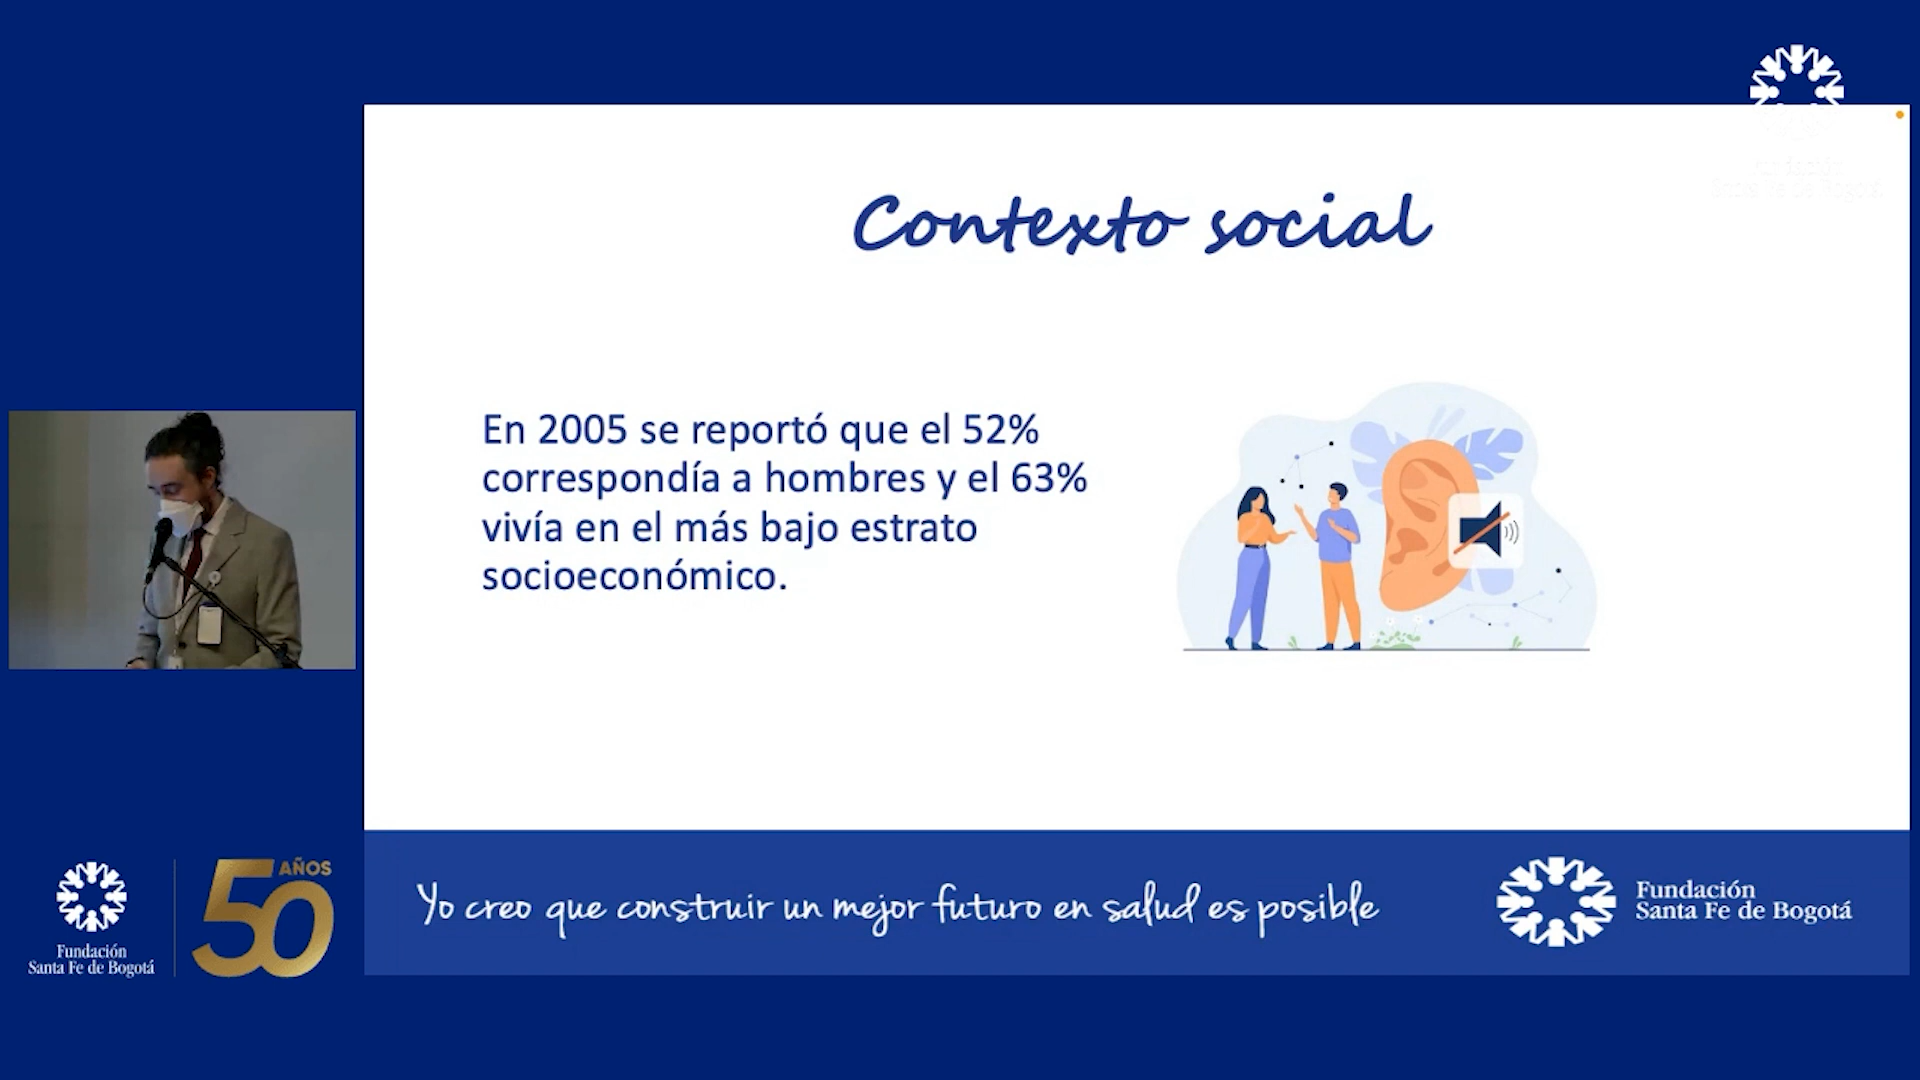 Contexto social
En 2005 se reportó que el 52%
correspondía a hombres y el 63%
vivía en el más bajo estrato
socioeconómico.
50 AÑOS
Fundación
Santa Fe de Bogotá
Yo creo que construir un mejor futuro en salud es posible
Fundación
Santa Fe de Bogotá